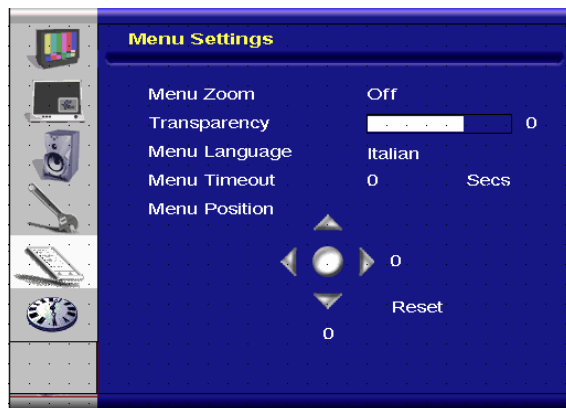 Menu Settings
Menu Zoom Off
Transparency 0
Menu Language Italian
Menu Timeout 0 Secs
Menu Position
0
Reset
0